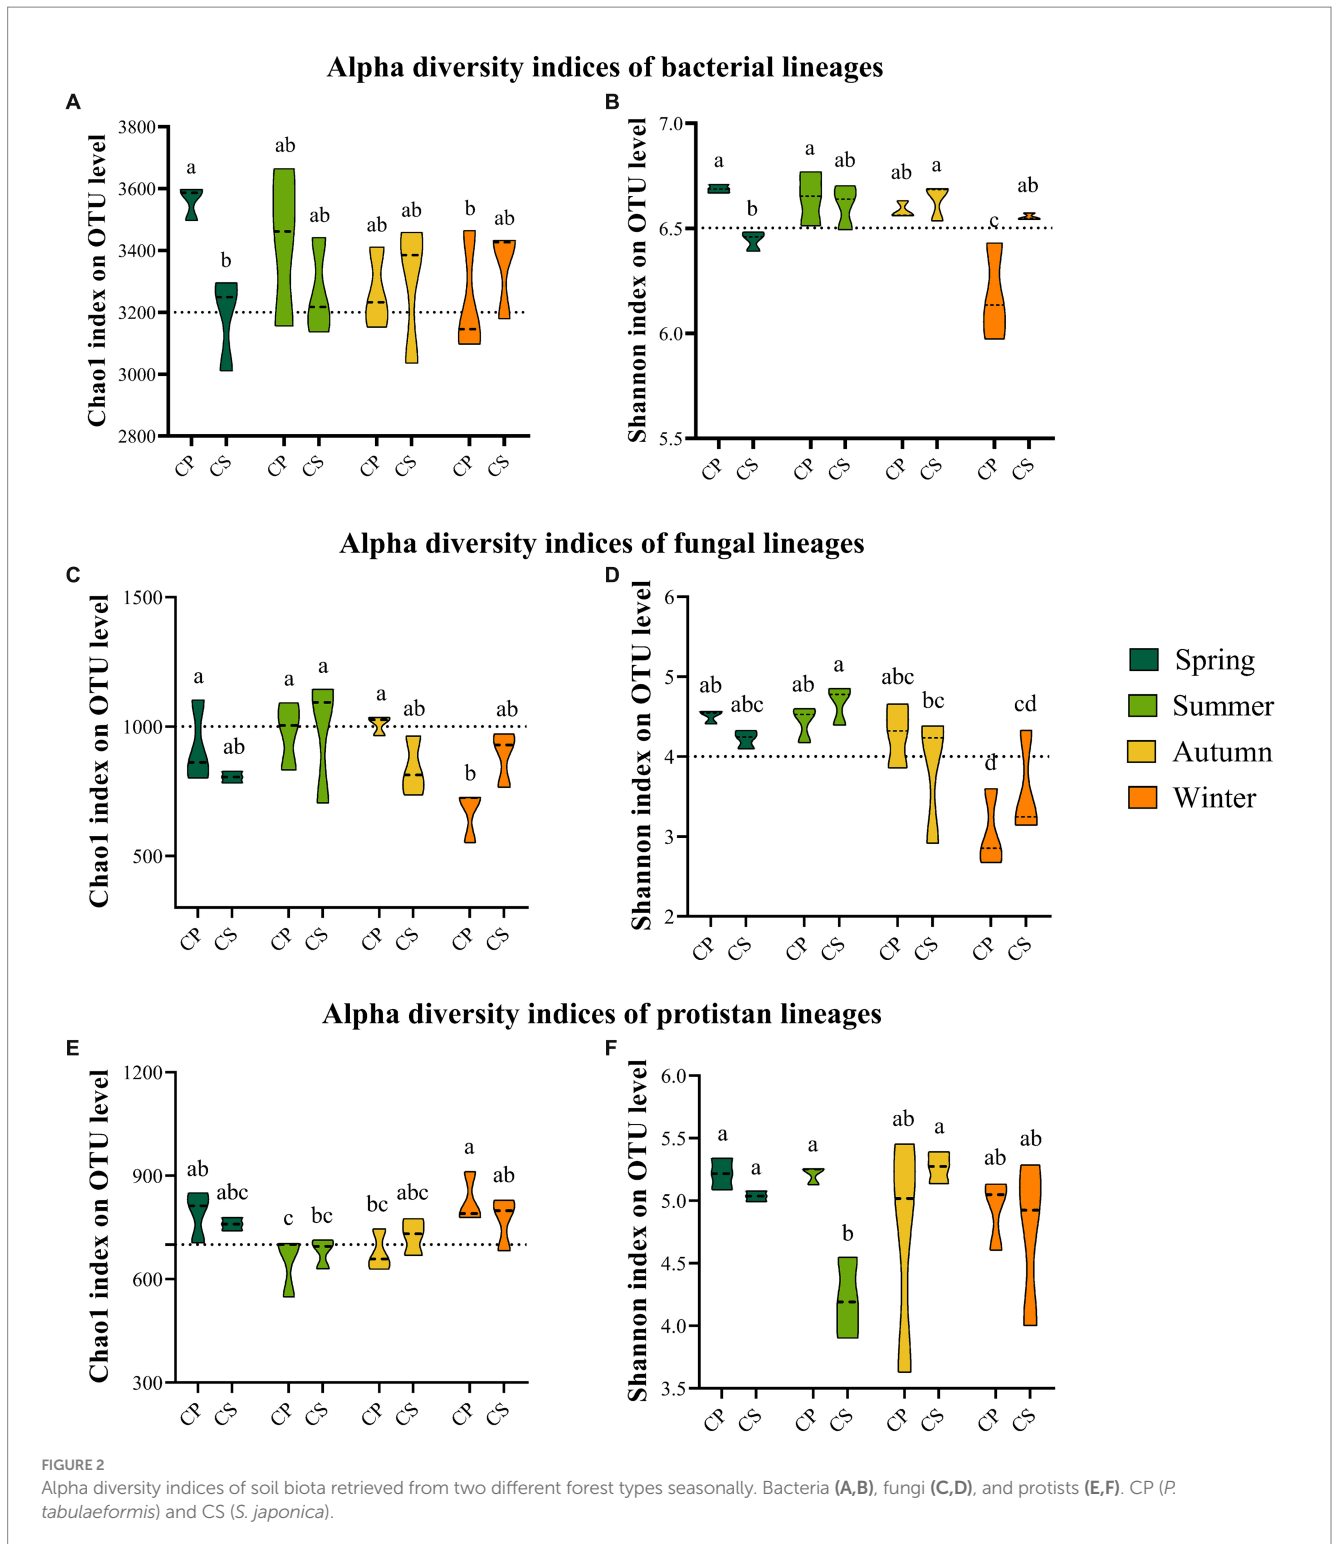 Alpha diversity indices of bacterial lineages
A
B
Chao1 index on OTU level
3800
3600
3400
3200
3000
2800
a
b
ab
ab
ab
ab
b
ab
CP
CS
CP
CS
CP
CS
CP
CS
Shannon index on OTU level
7.0
6.5
6.0
5.5
a
b
a
ab
ab
a
c
ab
CP
CS
CP
CS
CP
CS
CP
CS
Alpha diversity indices of fungal lineages
C
D
Chao1 index on OTU level
1500
1000
500
a
ab
a
a
a
ab
b
ab
CP
CS
CP
CS
CP
CS
CP
CS
Shannon index on OTU level
6
5
4
3
2
ab
abc
ab
a
abc
bc
d
cd
CP
CS
CP
CS
CP
CS
CP
CS
Spring
Summer
Autumn
Winter
Alpha diversity indices of protistan lineages
E
F
Chao1 index on OTU level
1200
900
600
300
ab
abc
c
bc
bc
abc
a
ab
CP
CS
CP
CS
CP
CS
CP
CS
Shannon index on OTU level
6.0
5.5
5.0
4.5
4.0
3.5
a
a
a
b
ab
a
ab
ab
CP
CS
CP
CS
CP
CS
CP
CS
FIGURE 2
Alpha diversity indices of soil biota retrieved from two different forest types seasonally. Bacteria (A,B), fungi (C,D), and protists (E,F). CP (P.
tabulaeformis) and CS (S. japonica).